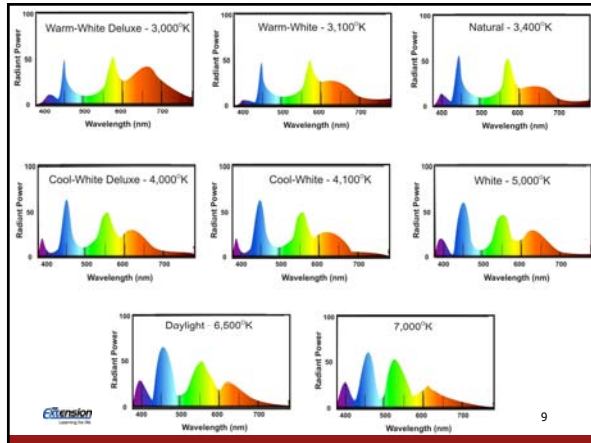 Warm-White Deluxe - 3,000°K
Radiant Power
100
50
0
400 500 600 700
Wavelength (nm)
Warm-White - 3,100°K
Radiant Power
100
50
0
400 500 600 700
Wavelength (nm)
Natural - 3,400°K
Radiant Power
100
50
0
400 500 600 700
Wavelength (nm)
Cool-White Deluxe - 4,000°K
Radiant Power
100
50
0
400 500 600 700
Wavelength (nm)
Cool-White - 4,100°K
Radiant Power
100
50
0
400 500 600 700
Wavelength (nm)
White - 5,000°K
Radiant Power
100
50
0
400 500 600 700
Wavelength (nm)
Daylight - 6,500°K
Radiant Power
100
50
0
400 500 600 700
Wavelength (nm)
7,000°K
Radiant Power
100
50
0
400 500 600 700
Wavelength (nm)
Extension
Learning for life
9